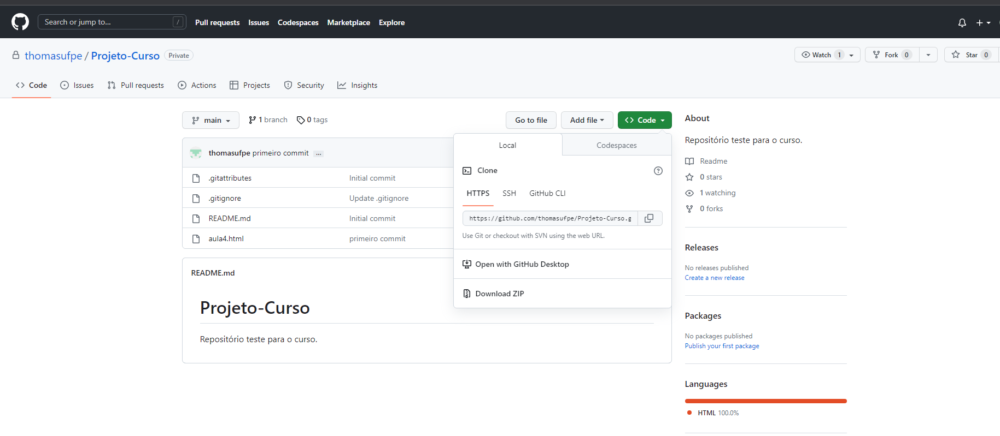 Search or jump to... /
Pull requests Issues Codespaces Marketplace Explore
thomasufpe / Projeto-Curso Private
Watch 1 Fork 0 Star 0
Code Issues Pull requests Actions Projects Security Insights
main 1 branch 0 tags
Go to file Add file Code
thomasufpe primeiro commit ...
.gitattributes Initial commit
.gitignore Update .gitignore
README.md Initial commit
aula4.html primeiro commit
Local Codespaces
Clone
HTTPS SSH GitHub CLI
https://github.com/thomasufpe/Projeto-Curso.g
Use Git or checkout with SVN using the web URL.
Open with GitHub Desktop
Download ZIP
README.md
Projeto-Curso
Repositório teste para o curso.
About
Repositório teste para o curso.
Readme
0 stars
1 watching
0 forks
Releases
No releases published
Create a new release
Packages
No packages published
Publish your first package
Languages
HTML 100.0%